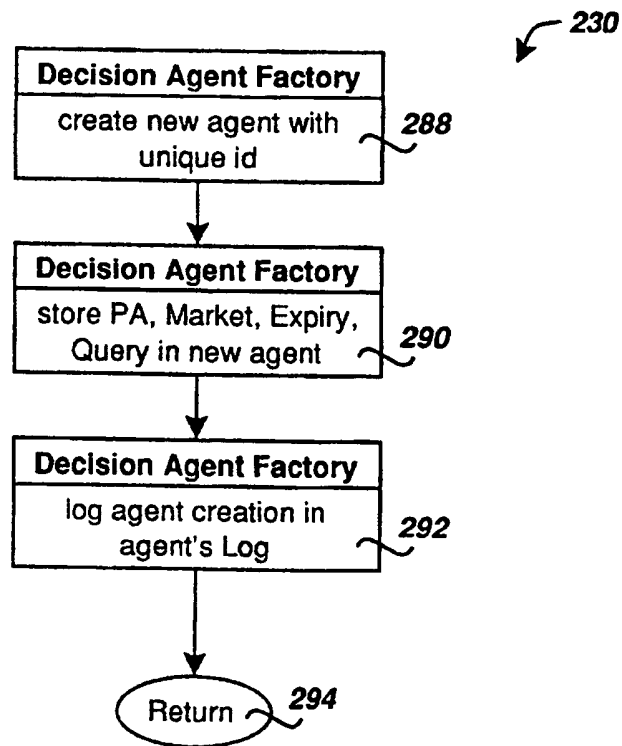 230
Decision Agent Factory
create new agent with
unique id
288
Decision Agent Factory
store PA, Market, Expiry,
Query in new agent
290
Decision Agent Factory
log agent creation in
agent's Log
292
Return
294